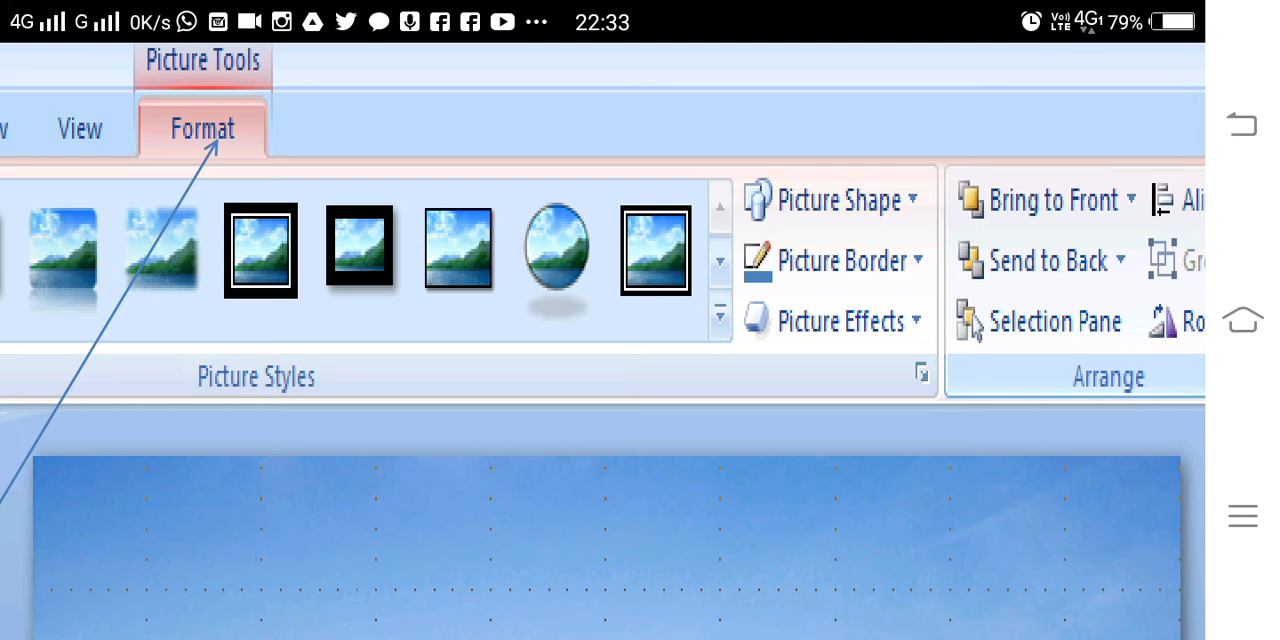 4G G 0K/s 22:33 VoI) LTE 4G1 79%
Picture Tools
View Format
Picture Shape Bring to Front
Picture Border Send to Back
Picture Effects Selection Pane
Picture Styles Arrange